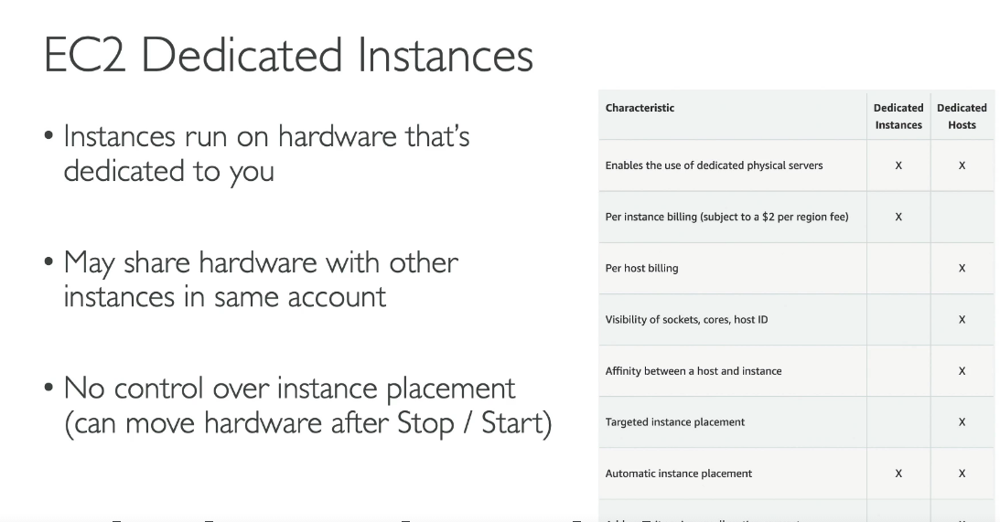 EC2 Dedicated Instances
• Instances run on hardware that's
dedicated to you
• May share hardware with other
instances in same account
• No control over instance placement
(can move hardware after Stop / Start)
Characteristic Dedicated Instances Dedicated Hosts
Enables the use of dedicated physical servers X X
Per instance billing (subject to a $2 per region fee) X
Per host billing X
Visibility of sockets, cores, host ID X
Affinity between a host and instance X
Targeted instance placement X
Automatic instance placement X X